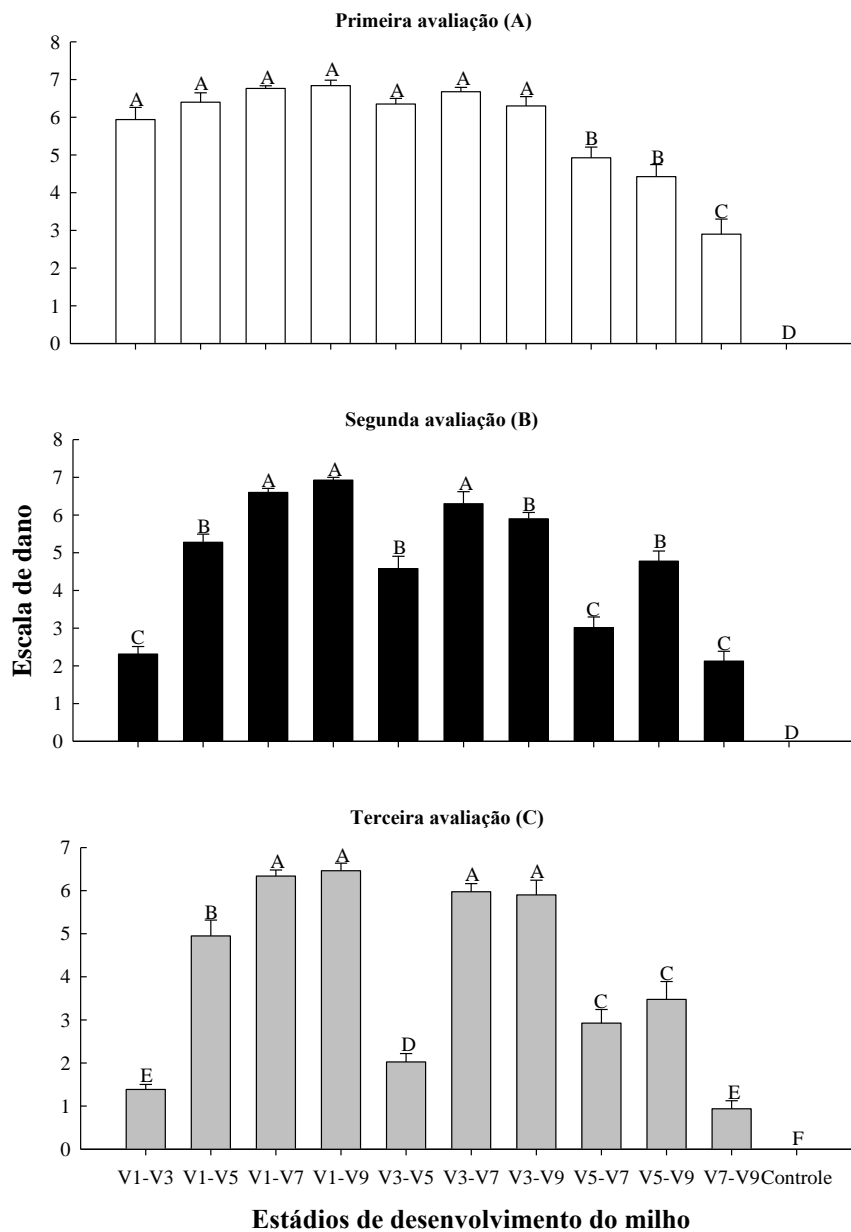 Primeira avaliação (A)
8
7
6
5
4
3
2
1
0
A
A
A
A
A
A
A
B
B
C
D
Segunda avaliação (B)
8
7
6
5
4
3
2
1
0
C
B
A
A
B
A
B
C
B
C
D
Escala de dano
Terceira avaliação (C)
7
6
5
4
3
2
1
0
E
B
A
A
D
A
A
C
C
E
F
V1-V3 V1-V5 V1-V7 V1-V9 V3-V5 V3-V7 V3-V9 V5-V7 V5-V9 V7-V9 Controle
Estádios de desenvolvimento do milho